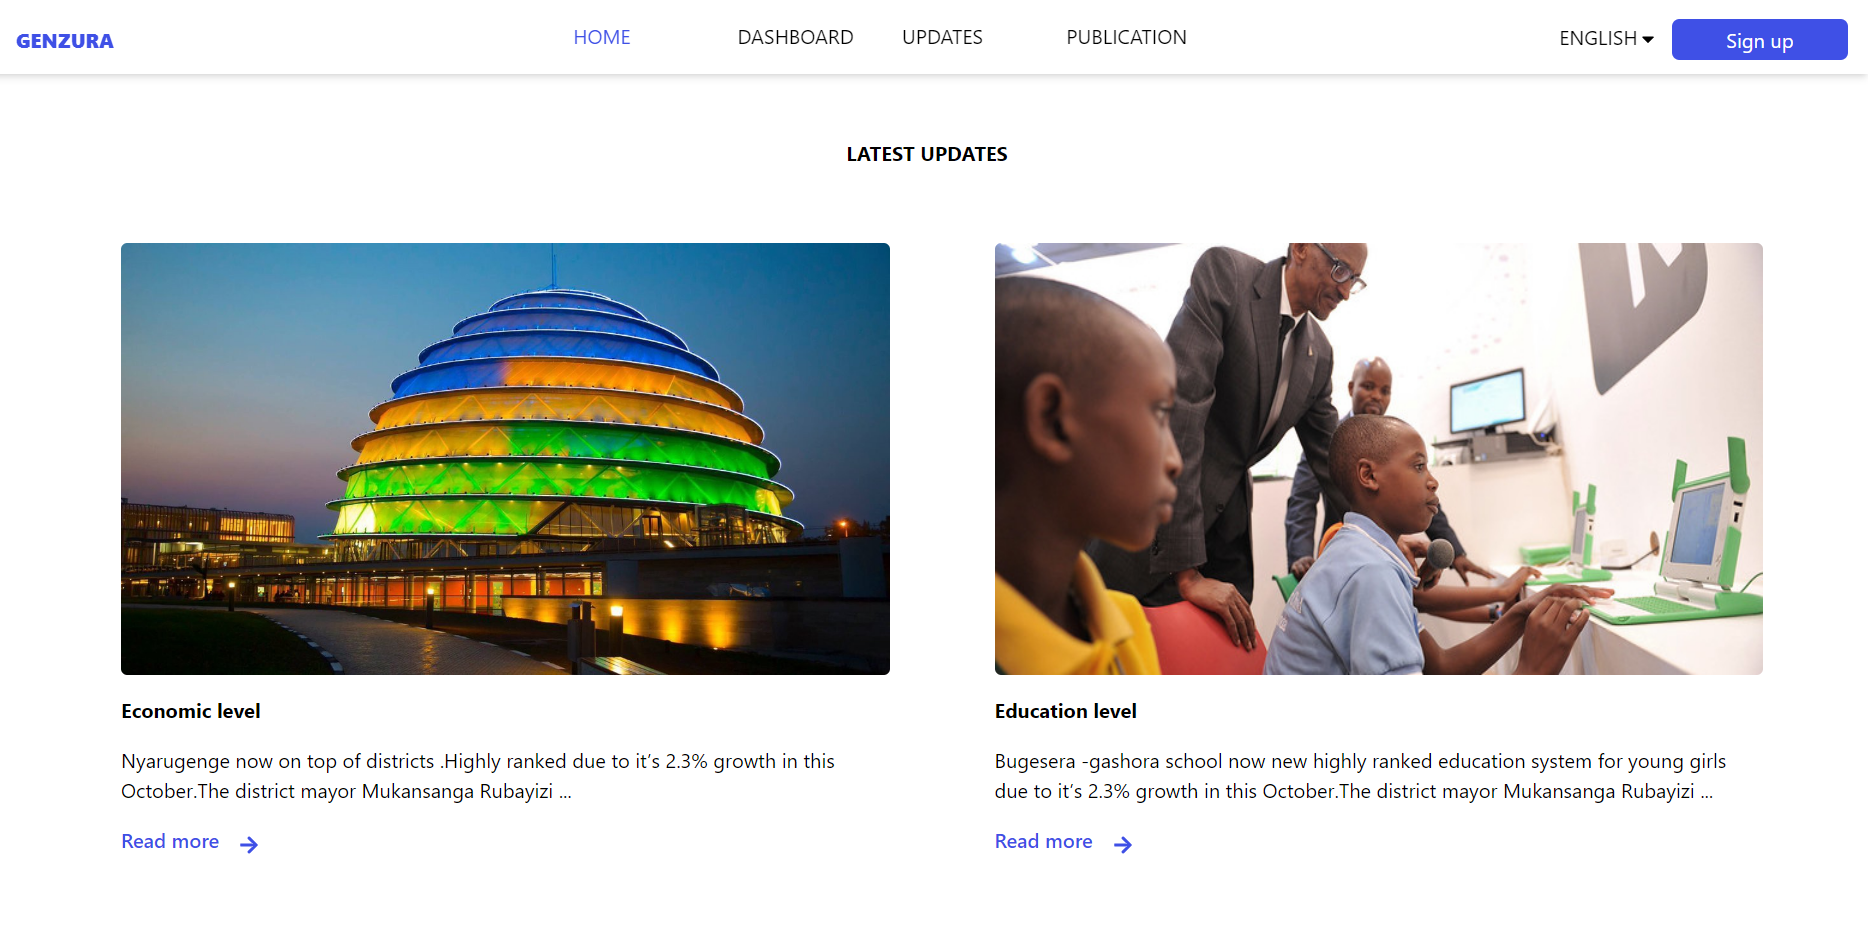 GENZURA
HOME
DASHBOARD
UPDATES
PUBLICATION
ENGLISH
Sign up
LATEST UPDATES
Economic level
Nyarugenge now on top of districts .Highly ranked due to it’s 2.3% growth in this
October.The district mayor Mukansanga Rubayizi ...
Read more
Education level
Bugesera -gashora school now new highly ranked education system for young girls
due to it’s 2.3% growth in this October.The district mayor Mukansanga Rubayizi ...
Read more